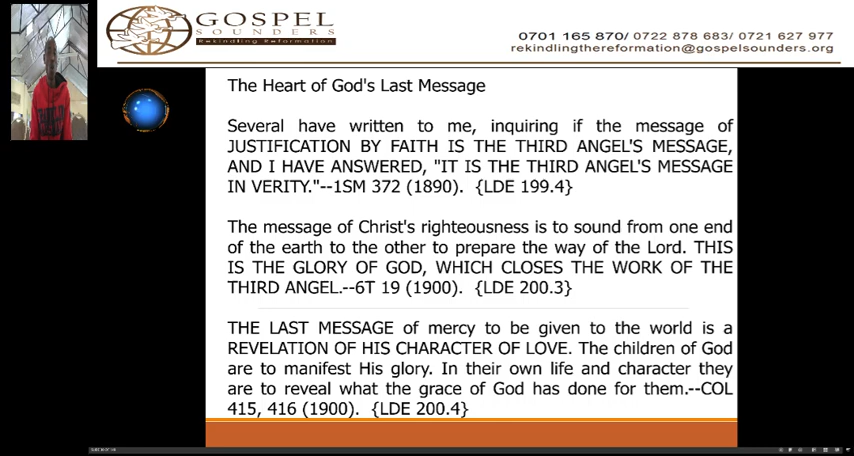 GOSPEL
SOUNDERS
Rekindling Reformation
0701 165 870/ 0722 878 683/ 0721 627 977
rekindlingthereformation@gospelsounders.org
The Heart of God's Last Message
Several have written to me, inquiring if the message of
JUSTIFICATION BY FAITH IS THE THIRD ANGEL'S MESSAGE,
AND I HAVE ANSWERED, "IT IS THE THIRD ANGEL'S MESSAGE
IN VERITY."--1SM 372 (1890). {LDE 199.4}
The message of Christ's righteousness is to sound from one end
of the earth to the other to prepare the way of the Lord. THIS
IS THE GLORY OF GOD, WHICH CLOSES THE WORK OF THE
THIRD ANGEL.--6T 19 (1900). {LDE 200.3}
THE LAST MESSAGE of mercy to be given to the world is a
REVELATION OF HIS CHARACTER OF LOVE. The children of God
are to manifest His glory. In their own life and character they
are to reveal what the grace of God has done for them.--COL
415, 416 (1900). {LDE 200.4}